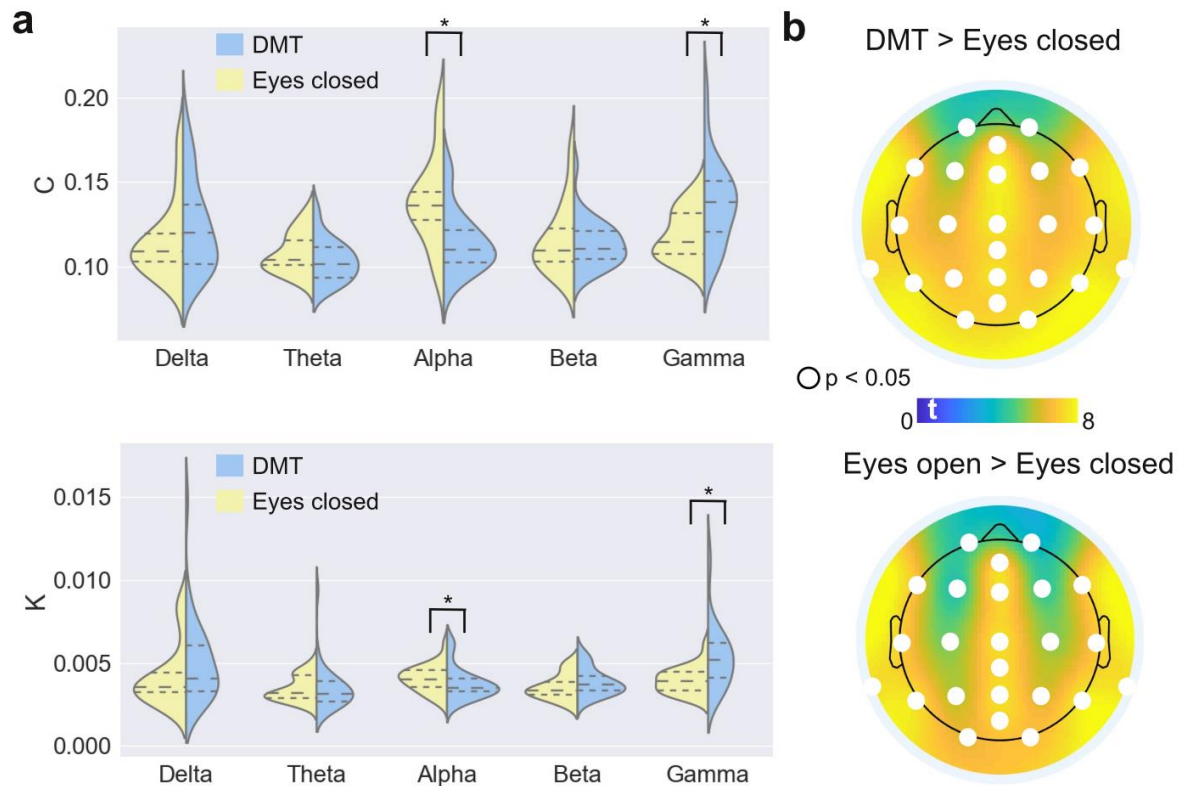 a
*
*
DMT
Eyes closed
0.20
0.15
0.10
C
Delta Theta Alpha Beta Gamma
DMT
Eyes closed
*
*
0.015
0.010
0.005
0.000
K
Delta Theta Alpha Beta Gamma
b
DMT > Eyes closed
p < 0.05
0 t 8
Eyes open > Eyes closed